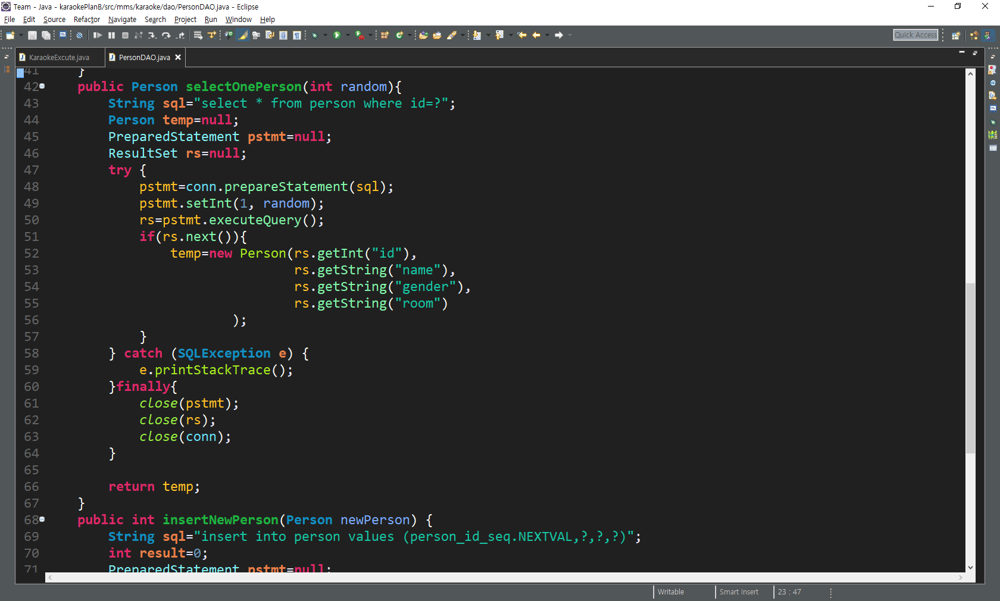 Team - Java - karaokePlanB/src/mms/karaoke/dao/PersonDAO.java - Eclipse
File Edit Source Refactor Navigate Search Project Run Window Help
Quick Access
KaraokeExcute.java PersonDAO.java
41 }
42 public Person selectOnePerson(int random){
43 String sql="select * from person where id=?";
44 Person temp=null;
45 PreparedStatement pstmt=null;
46 ResultSet rs=null;
47 try {
48 pstmt=conn.prepareStatement(sql);
49 pstmt.setInt(1, random);
50 rs=pstmt.executeQuery();
51 if(rs.next()){
52 temp=new Person(rs.getInt("id"),
53 rs.getString("name"),
54 rs.getString("gender"),
55 rs.getString("room")
56 );
57 }
58 } catch (SQLException e) {
59 e.printStackTrace();
60 }finally{
61 close(pstmt);
62 close(rs);
63 close(conn);
64 }
65
66 return temp;
67 }
68 public int insertNewPerson(Person newPerson) {
69 String sql="insert into person values (person_id_seq.NEXTVAL,?,?,?)";
70 int result=0;
71 PreparedStatement pstmt=null;
Writable Smart Insert 23 : 47